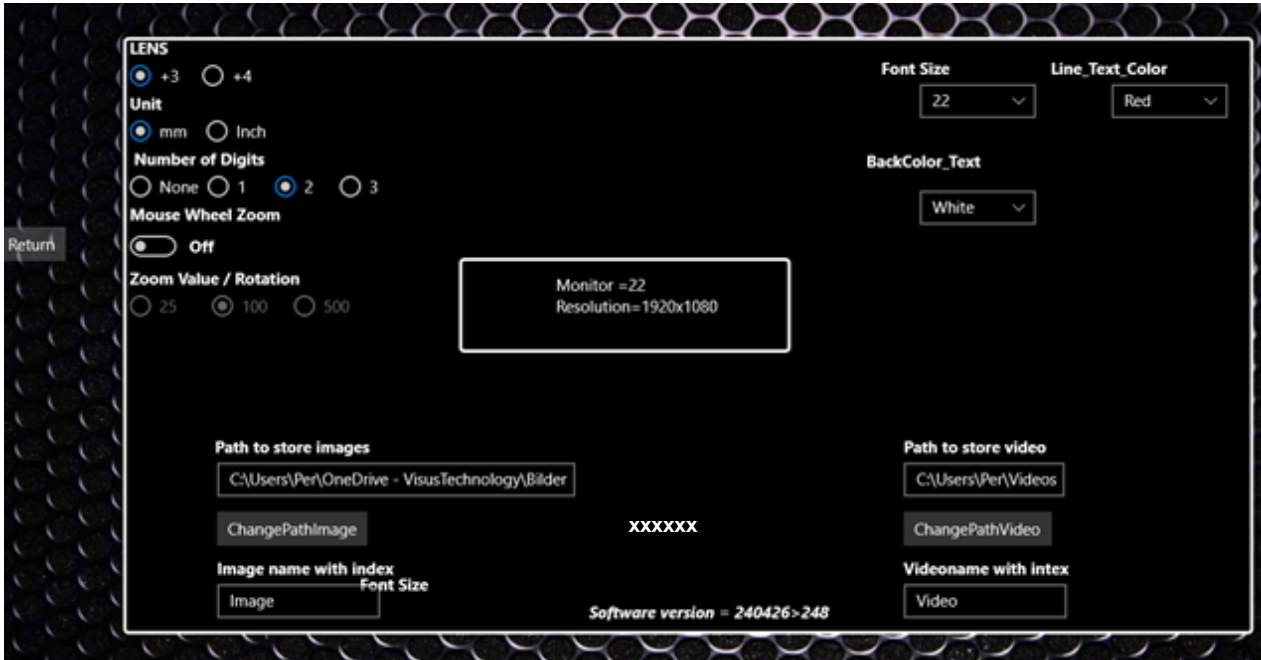 LENS
+3 +4
Font Size Line_Text_Color
22 Red
Unit
mm Inch
Number of Digits
None 1 2 3
BackColor_Text
White
Mouse Wheel Zoom
Off
Return
Zoom Value / Rotation
25 100 500
Monitor =22
Resolution=1920x1080
Path to store images
C:\Users\Per\OneDrive - VisusTechnology\Bilder
Path to store video
C:\Users\Per\Videos
ChangePathImage
xxxxxx
ChangePathVideo
Image name with index
Font Size
Image
Videoname with intex
Video
Software version = 240426>248